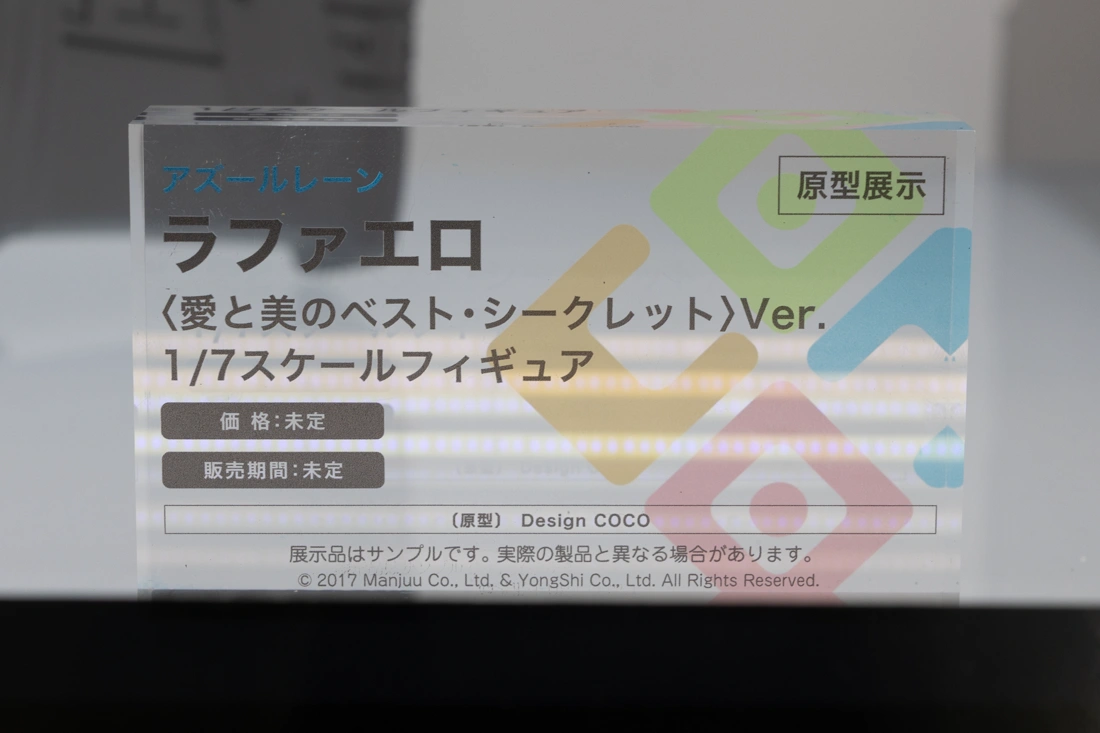 アズールレーン
原型展示
ラファエロ
〈愛と美のベスト・シークレット〉Ver.
1/7スケールフィギュア
価 格：未定
販売期間：未定
〔原型〕 Design COCO
展示品はサンプルです。実際の製品と異なる場合があります。
© 2017 Manjuu Co., Ltd. & YongShi Co., Ltd. All Rights Reserved.